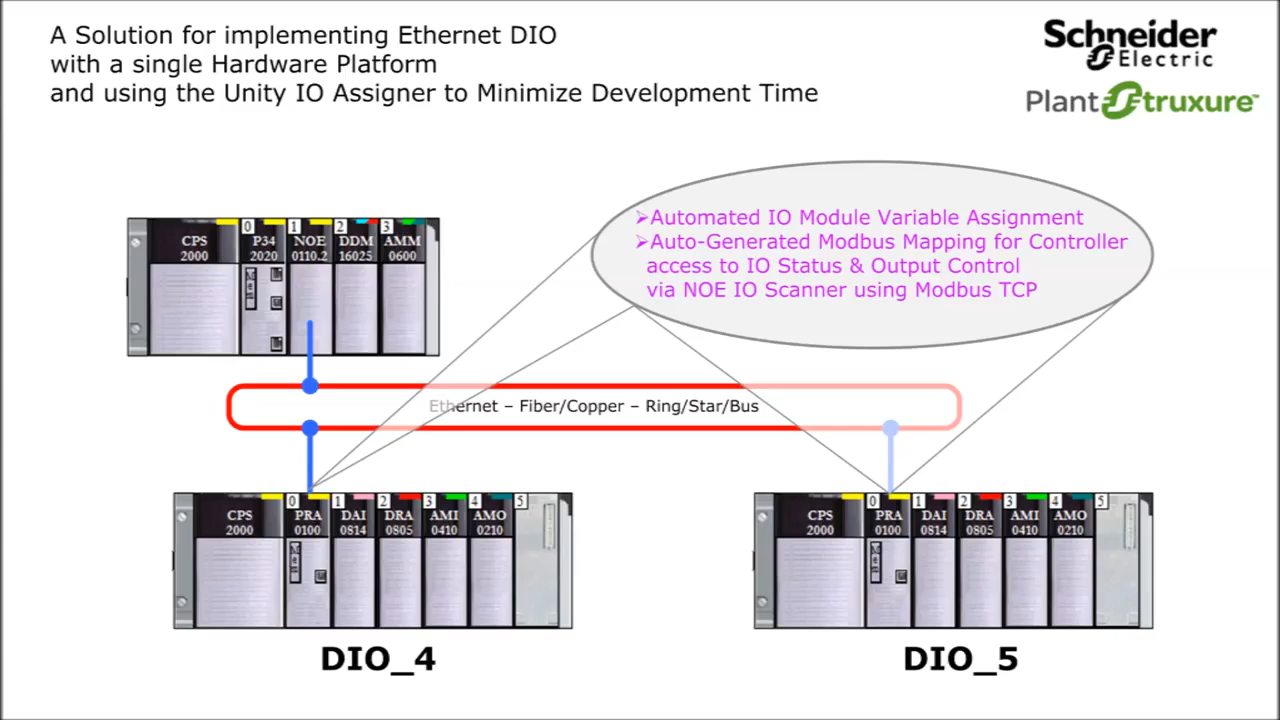 A Solution for implementing Ethernet DIO
with a single Hardware Platform
and using the Unity IO Assigner to Minimize Development Time
Schneider
Electric
PlantStruxure™
➢Automated IO Module Variable Assignment
➢Auto-Generated Modbus Mapping for Controller
access to IO Status & Output Control
via NOE IO Scanner using Modbus TCP
0 1 2 3
CPS P34 NOE DDM AMM
2000 2020 0110.2 16025 0600
Ethernet – Fiber/Copper – Ring/Star/Bus
0 1 2 3 4 5
CPS PRA DAI DRA AMI AMO
2000 0100 0814 0805 0410 0210
DIO_4
0 1 2 3 4 5
CPS PRA DAI DRA AMI AMO
2000 0100 0814 0805 0410 0210
DIO_5